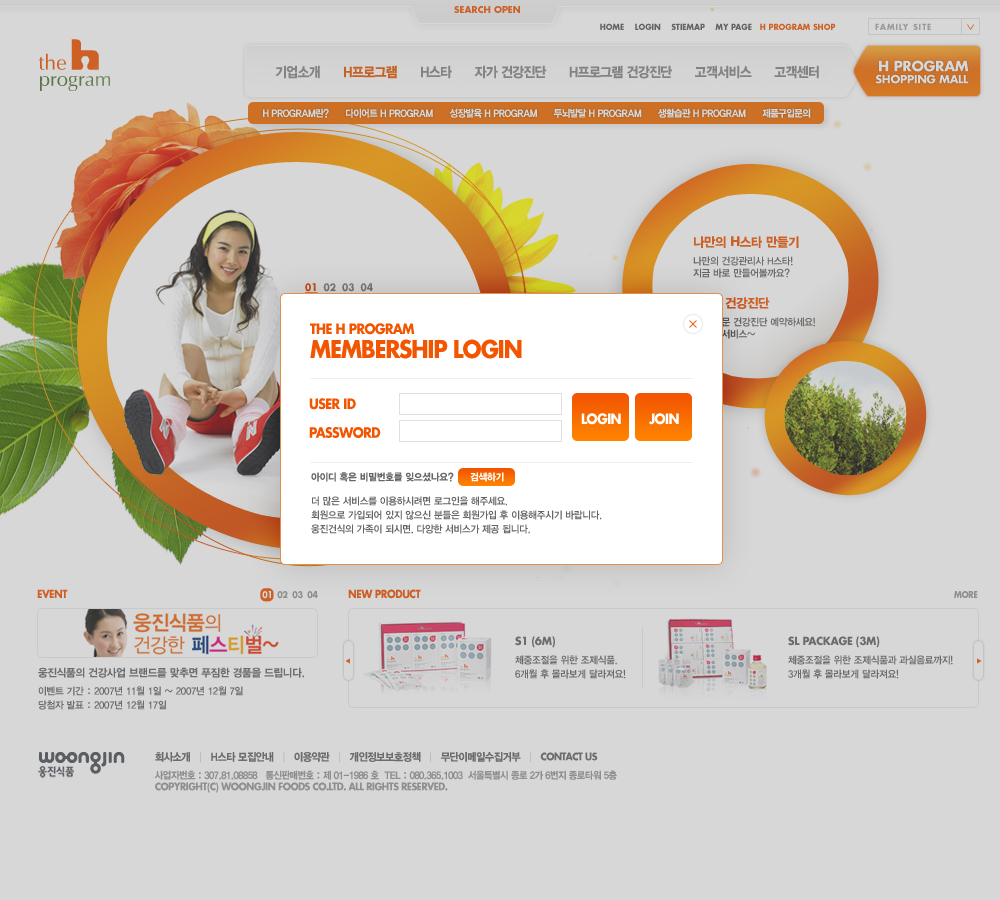 SEARCH OPEN
HOME LOGIN STIEMAP MY PAGE H PROGRAM SHOP
FAMILY SITE
the h program
기업소개 H프로그램 H스타 자가 건강진단 H프로그램 건강진단 고객서비스 고객센터
H PROGRAM
SHOPPING MALL
H PROGRAM란? 다이어트 H PROGRAM 성장발육 H PROGRAM 두뇌발달 H PROGRAM 생활습관 H PROGRAM 제품구입문의
나만의 H스타 만들기
나만의 건강관리사 H스타!
지금 바로 만들어볼까요?
01 02 03 04
건강진단
문 건강진단 예약하세요!
서비스~
THE H PROGRAM
MEMBERSHIP LOGIN
USER ID
PASSWORD
LOGIN
JOIN
아이디 혹은 비밀번호를 잊으셨나요? 검색하기
더 많은 서비스를 이용하시려면 로그인을 해주세요.
회원으로 가입되어 있지 않으신 분들은 회원가입 후 이용해주시기 바랍니다.
웅진건식의 가족이 되시면, 다양한 서비스가 제공 됩니다.
EVENT
01 02 03 04
웅진식품의
건강한 페스티벌~
웅진식품의 건강사업 브랜드를 맞추면 푸짐한 경품을 드립니다.
이벤트 기간 : 2007년 11월 1일 ~ 2007년 12월 7일
당첨자 발표 : 2007년 12월 17일
NEW PRODUCT
MORE
S1 (6M)
체중조절을 위한 조제식품,
6개월 후 몰라보게 달라져요!
SL PACKAGE (3M)
체중조절을 위한 조제식품과 과실음료까지!
3개월 후 몰라보게 달라져요!
woongjin
웅진식품
회사소개 H스타 모집안내 이용약관 개인정보보호정책 무단이메일수집거부 CONTACT US
사업자번호 : 307.81.08858 통신판매번호 : 제 01-1986 호 TEL : 080.365.1003 서울특별시 종로 2가 6번지 종로타워 5층
COPYRIGHT(C) WOONGJIN FOODS CO.LTD. ALL RIGHTS RESERVED.